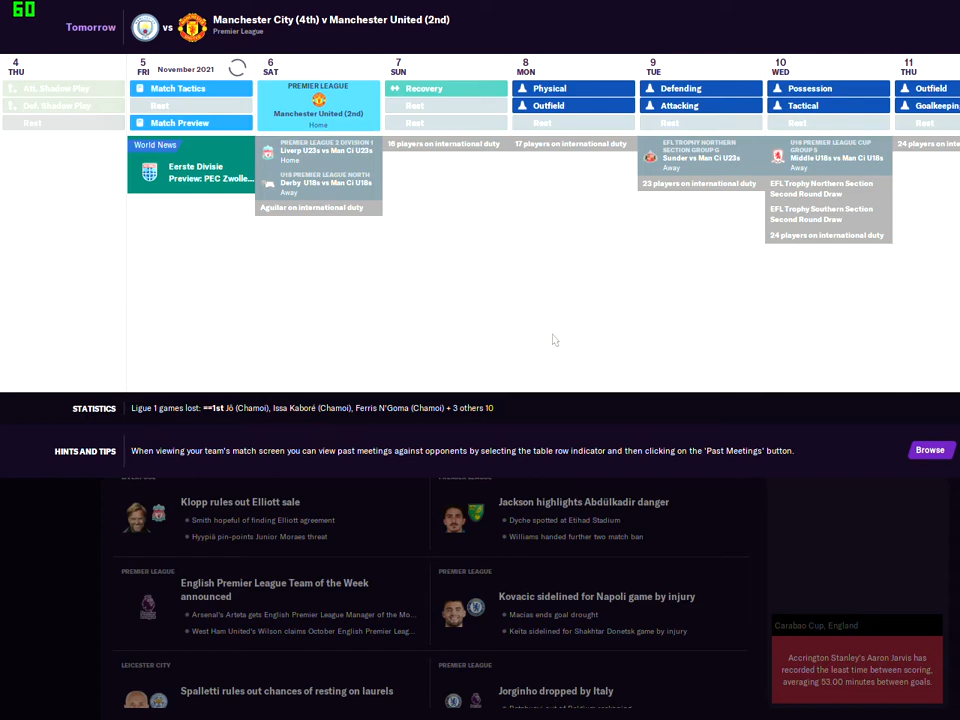 60
Tomorrow
vs
Manchester City (4th) v Manchester United (2nd)
Premier League
4
THU
5
FRI
November 2021
6
SAT
7
SUN
8
MON
9
TUE
10
WED
11
THU
Att. Shadow Play
Def. Shadow Play
Rest
Match Tactics
Rest
Match Preview
PREMIER LEAGUE
Manchester United (2nd)
Home
Recovery
Rest
Rest
Physical
Outfield
Rest
Defending
Attacking
Rest
Possession
Tactical
Rest
Outfield
Goalkeepin
Rest
World News
Eerste Divisie
Preview: PEC Zwolle...
PREMIER LEAGUE 2 DIVISION 1
Liverp U23s vs Man Ci U23s
Home
U18 PREMIER LEAGUE NORTH
Derby U18s vs Man Ci U18s
Away
Aguilar on international duty
16 players on international duty
17 players on international duty
EFL TROPHY NORTHERN
SECTION GROUP G
Sunder vs Man Ci U23s
Away
23 players on international duty
U18 PREMIER LEAGUE CUP
GROUP 5
Middle U18s vs Man Ci U18s
Away
EFL Trophy Northern Section
Second Round Draw
EFL Trophy Southern Section
Second Round Draw
24 players on international duty
24 players on interna
STATISTICS
Ligue 1 games lost: ==1st Jô (Chamoi), Issa Kaboré (Chamoi), Ferris N'Goma (Chamoi) + 3 others 10
HINTS AND TIPS
When viewing your team's match screen you can view past meetings against opponents by selecting the table row indicator and then clicking on the 'Past Meetings' button.
Browse
Klopp rules out Elliott sale
Smith hopeful of finding Elliott agreement
Hyypiä pin-points Junior Moraes threat
Jackson highlights Abdülkadir danger
Dyche spotted at Etihad Stadium
Williams handed further two match ban
PREMIER LEAGUE
English Premier League Team of the Week
announced
Arsenal's Arteta gets English Premier League Manager of the Mo...
West Ham United's Wilson claims October English Premier Leag...
PREMIER LEAGUE
Kovacic sidelined for Napoli game by injury
Macías ends goal drought
Keita sidelined for Shakhtar Donetsk game by injury
Carabao Cup, England
Accrington Stanley's Aaron Jarvis has
recorded the least time between scoring,
averaging 53.00 minutes between goals.
LEICESTER CITY
Spalletti rules out chances of resting on laurels
PREMIER LEAGUE
Jorginho dropped by Italy